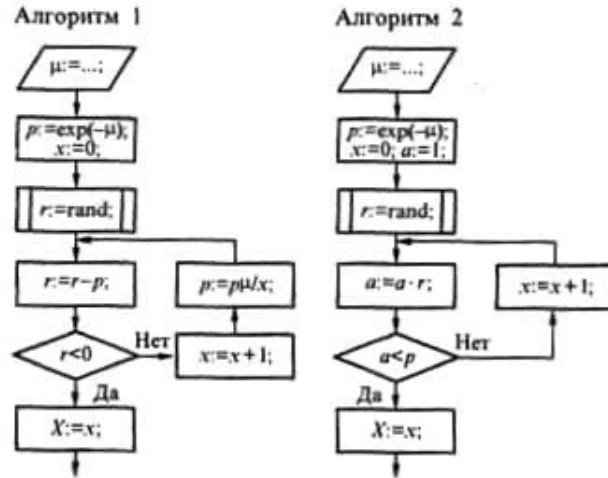 Алгоритм 1
μ:=...;
p:=exp(−μ);
x:=0;
r:=rand;
r:=r−p;
p:=pμ/x;
r<0
Нет
x:=x+1;
Да
X:=x;
Алгоритм 2
μ:=...;
p:=exp(−μ);
x:=0; a:=1;
r:=rand;
a:=a·r;
x:=x+1;
a<p
Нет
Да
X:=x;